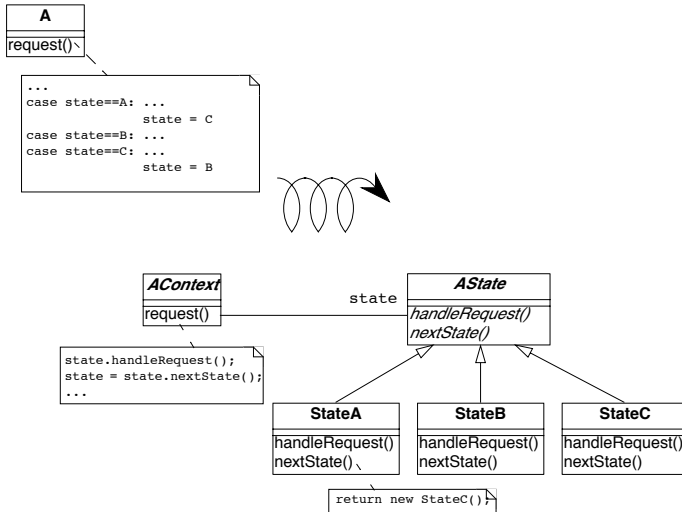 A
request()
...
case state==A: ...
state = C
case state==B: ...
case state==C: ...
state = B
AContext
request()
state
AState
handleRequest()
nextState()
state.handleRequest();
state = state.nextState();
...
StateA
handleRequest()
nextState()
StateB
handleRequest()
nextState()
StateC
handleRequest()
nextState()
return new StateC();